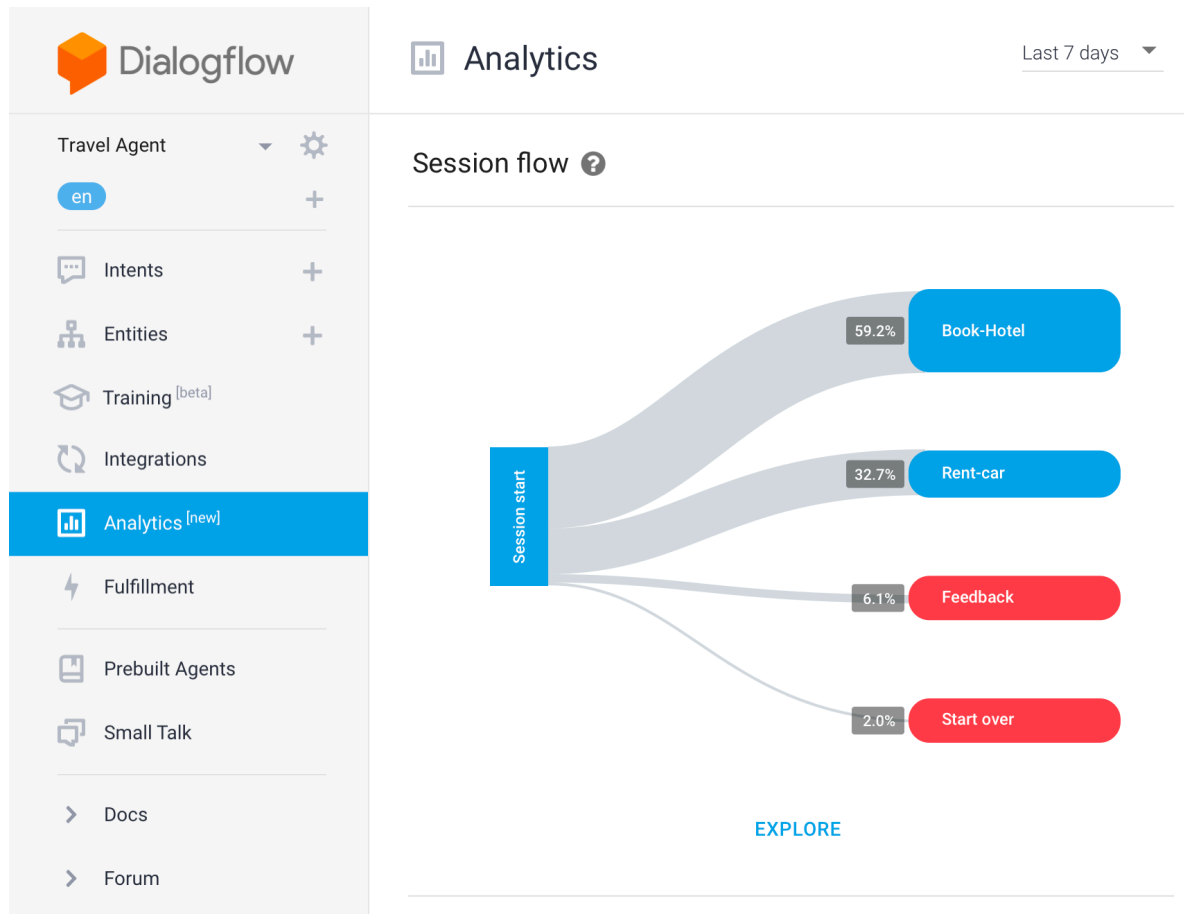 Dialogflow
Travel Agent
en
Intents
Entities
Training [beta]
Integrations
Analytics [new]
Fulfillment
Prebuilt Agents
Small Talk
Docs
Forum
Analytics
Last 7 days
Session flow ?
Session start
59.2% Book-Hotel
32.7% Rent-car
6.1% Feedback
2.0% Start over
EXPLORE